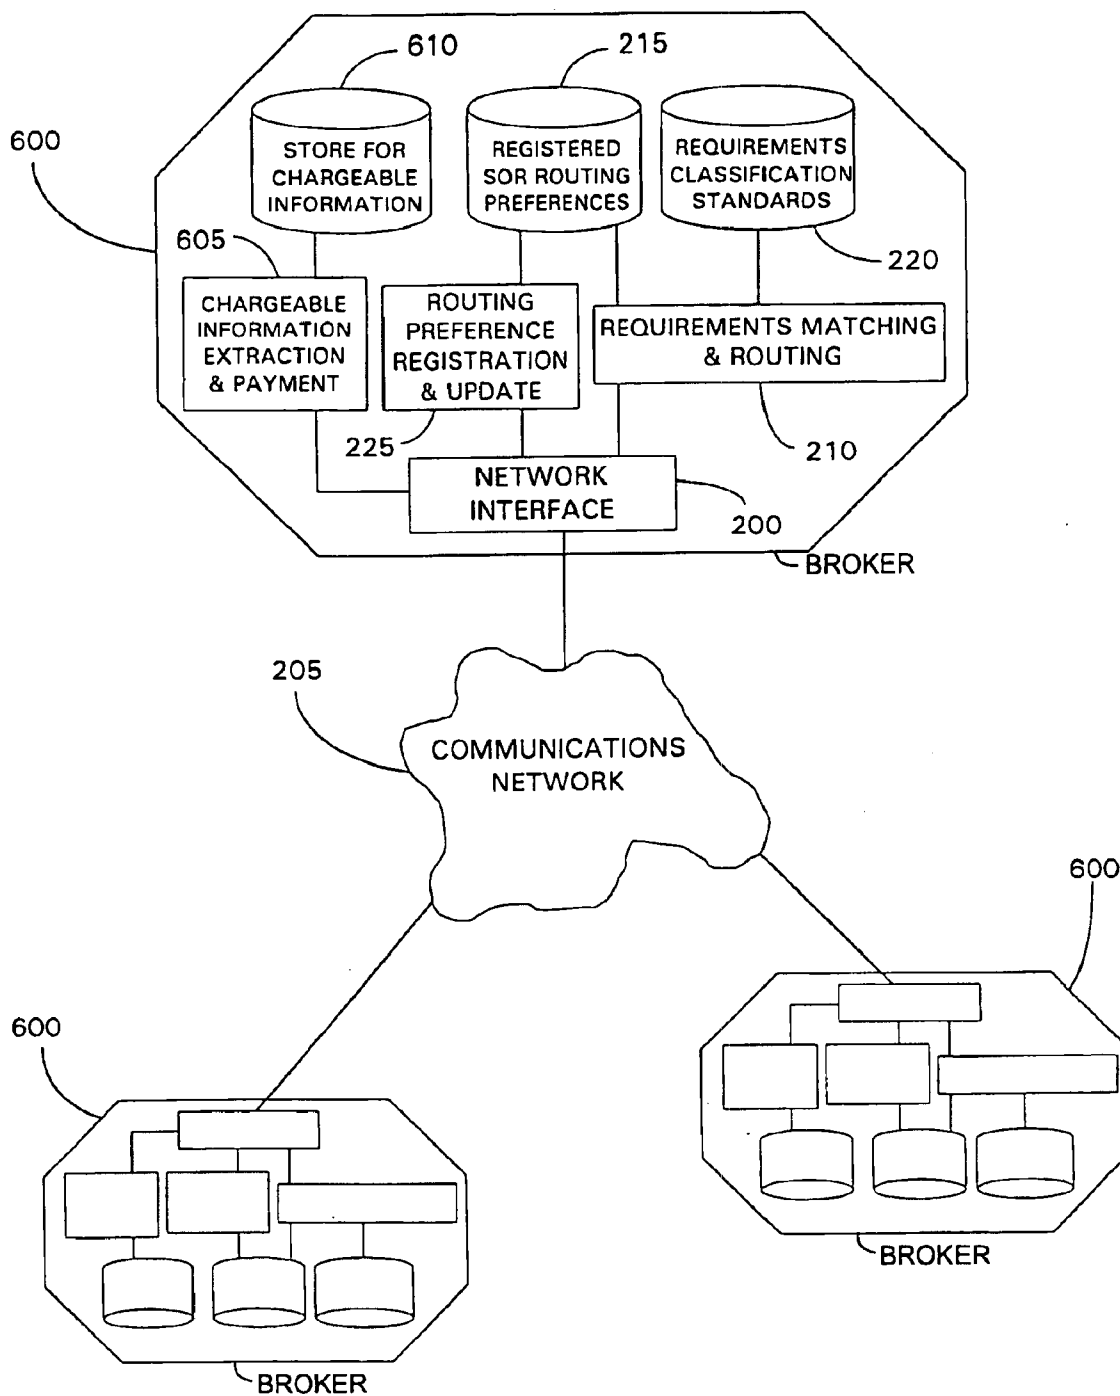 610
215
600
STORE FOR
CHARGEABLE
INFORMATION
REGISTERED
SOR ROUTING
PREFERENCES
REQUIREMENTS
CLASSIFICATION
STANDARDS
605
220
CHARGEABLE
INFORMATION
EXTRACTION
& PAYMENT
ROUTING
PREFERENCE
REGISTRATION
& UPDATE
REQUIREMENTS MATCHING
& ROUTING
225
210
NETWORK
INTERFACE
200
BROKER
205
COMMUNICATIONS
NETWORK
600
600
BROKER
BROKER